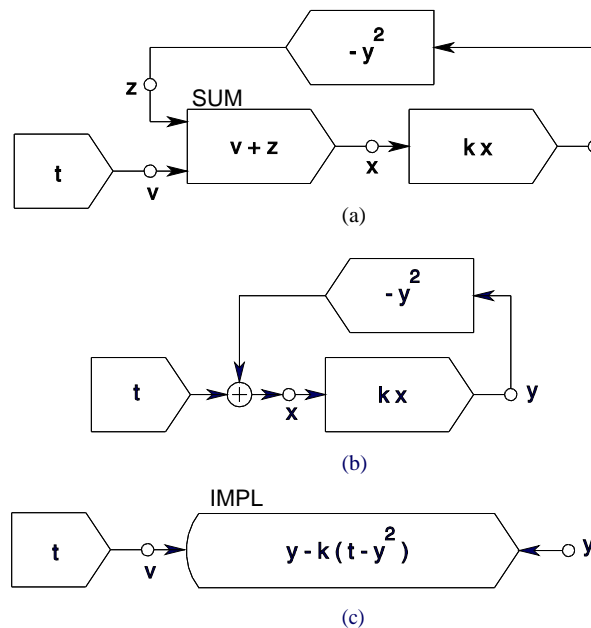 - y²
z
SUM
v + z
k x
t
v
x
(a)
- y²
t
+
x
k x
y
(b)
IMPL
t
v
y - k ( t - y² )
y
(c)